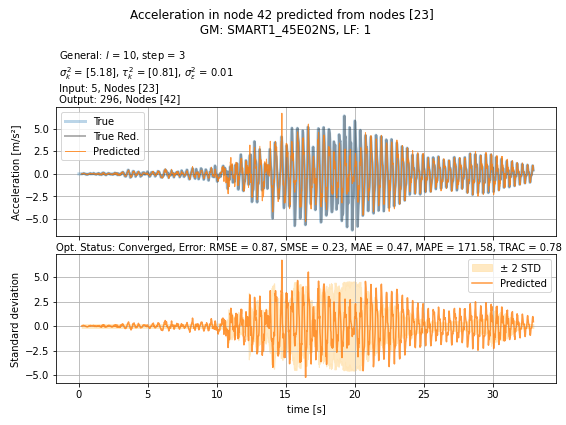 Acceleration in node 42 predicted from nodes [23]
GM: SMART1_45E02NS, LF: 1
General: l = 10, step = 3
σ²ₖ = [5.18], τ²ₖ = [0.81], σ²ₑ = 0.01
Input: 5, Nodes [23]
Output: 296, Nodes [42]
Acceleration [m/s²]
5.0
2.5
0.0
−2.5
−5.0
True
True Red.
Predicted
Opt. Status: Converged, Error: RMSE = 0.87, SMSE = 0.23, MAE = 0.47, MAPE = 171.58, TRAC = 0.78
Standard deviation
5.0
2.5
0.0
−2.5
−5.0
± 2 STD
Predicted
0 5 10 15 20 25 30
time [s]